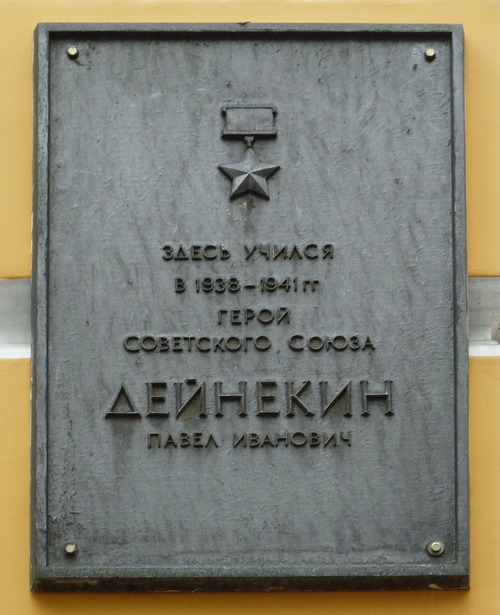 ЗДЕСЬ УЧИЛСЯ
В 1938-1941 гг
ГЕРОЙ
СОВЕТСКОГО СОЮЗА
ДЕЙНЕКИН
ПАВЕЛ ИВАНОВИЧ